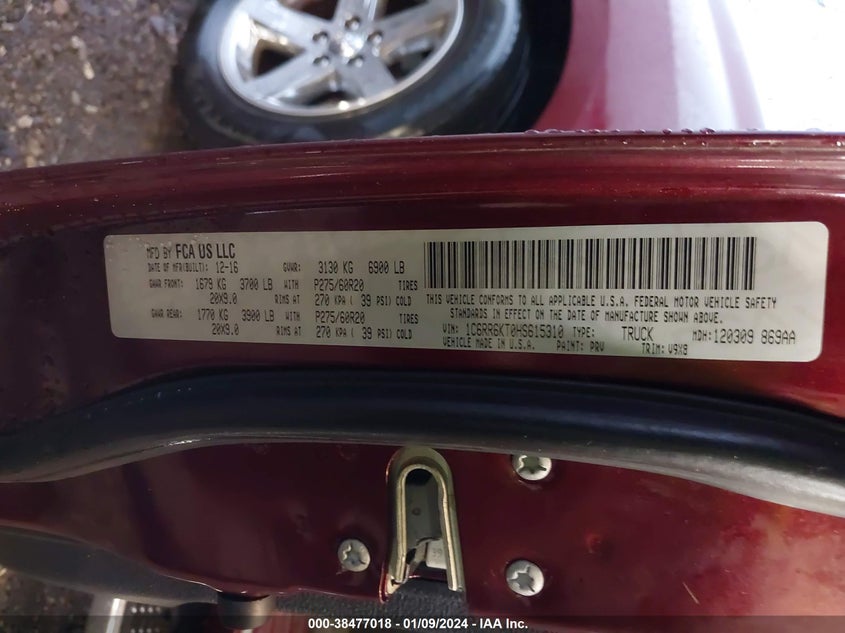 MFD BY FCA US LLC
DATE OF MFR(BUILT): 12-16 GVWR: 3130 KG 6900 LB
GAWR FRONT: 1679 KG 3700 LB WITH P275/60R20 TIRES
20X9.0 RIMS AT 270 KPA ( 39 PSI) COLD
GAWR REAR: 1770 KG 3900 LB WITH P275/60R20 TIRES
20X9.0 RIMS AT 270 KPA ( 39 PSI) COLD
THIS VEHICLE CONFORMS TO ALL APPLICABLE U.S.A. FEDERAL MOTOR VEHICLE SAFETY
STANDARDS IN EFFECT ON THE DATE OF MANUFACTURE SHOWN ABOVE.
VIN: 1C6RR6KT0HS615310 TYPE: TRUCK MDH: 120309 869AA
VEHICLE MADE IN U.S.A. PAINT: PRV TRIM: V9X8
000-38477018 - 01/09/2024 - IAA Inc.